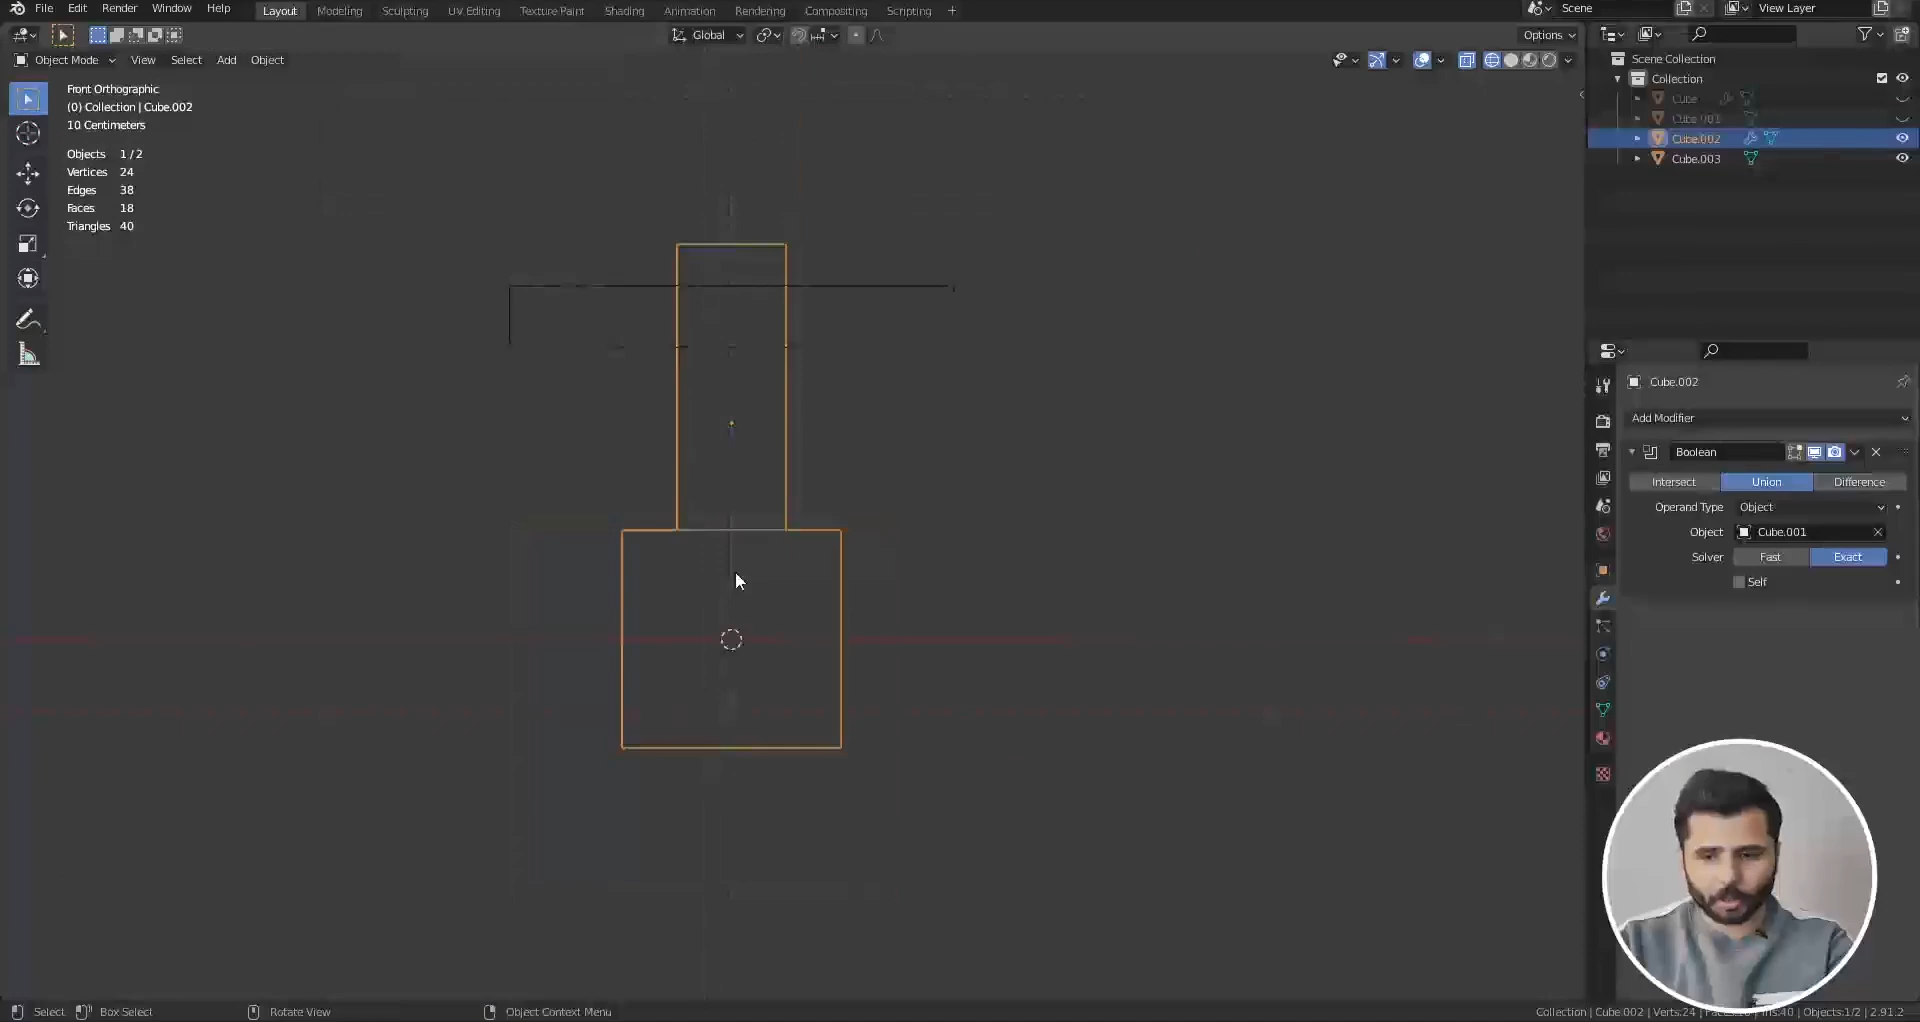 File Edit Render Window Help Layout Modeling Sculpting UV Editing Texture Paint Shading Animation Rendering Compositing Scripting + Scene View Layer
Global Options
Object Mode View Select Add Object
Scene Collection
Collection
Cube
Cube.001
Cube.002
Cube.003
Front Orthographic
(0) Collection | Cube.002
10 Centimeters
Objects 1/2
Vertices 24
Edges 38
Faces 18
Triangles 40
Cube.002
Add Modifier
Boolean
Intersect Union Difference
Operand Type Object
Object Cube.001
Solver Fast Exact
Self
Select Box Select Rotate View Object Context Menu Collection | Cube.002 | Verts:24 | :40 | Objects:1/2 | 2.91.2